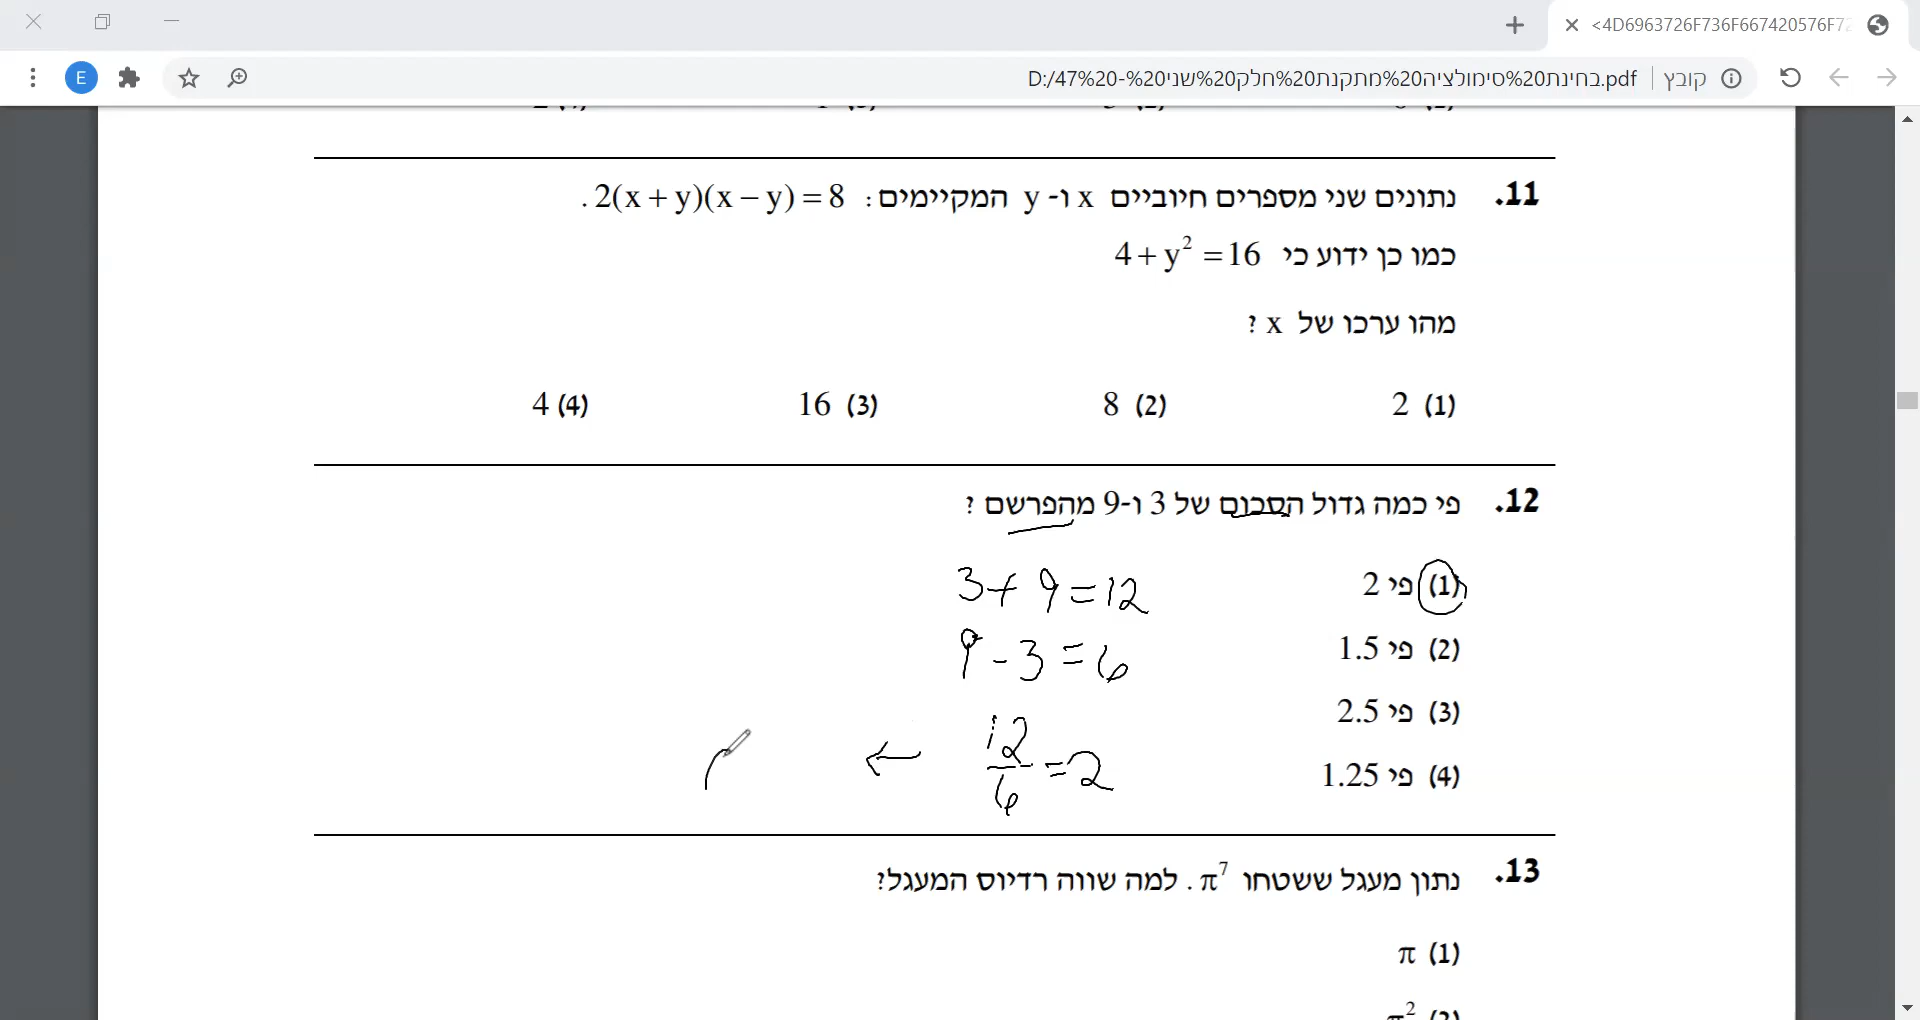 <4D6963726F736F667420576F72
D:/47%20-%20בחינת%20סימולציה%20מתקנת%20חלק%20שני.pdf | קובץ
E
11. נתונים שני מספרים חיוביים x ו- y המקיימים : 2(x + y)(x − y) = 8 .
כמו כן ידוע כי 4 + y² = 16
מהו ערכו של x ?
(1) 2 (2) 8 (3) 16 (4) 4
12. פי כמה גדול הסכום של 3 ו-9 מהפרשם ?
(1) פי 2
3 + 9 = 12
(2) פי 1.5
9 - 3 = 6
(3) פי 2.5
(4) פי 1.25
12/6 = 2 ←
13. נתון מעגל ששטחו π⁷ . למה שווה רדיוס המעגל?
(1) π